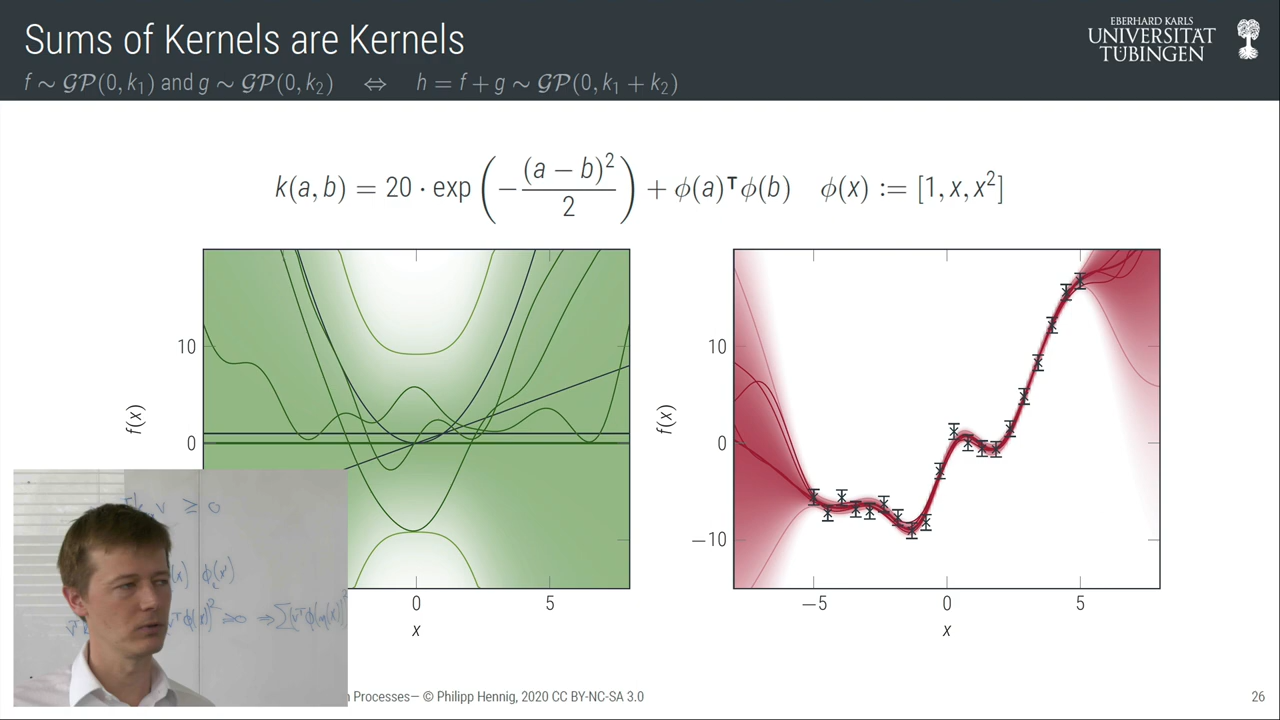 Sums of Kernels are Kernels
EBERHARD KARLS
UNIVERSITÄT
TÜBINGEN
f ∼ GP(0, k₁) and g ∼ GP(0, k₂) ⇔ h = f + g ∼ GP(0, k₁ + k₂)
k(a, b) = 20 · exp(−(a − b)²/2) + ϕ(a)ᵀϕ(b) ϕ(x) := [1, x, x²]
10
0
f(x)
0 5
x
10
0
−10
f(x)
−5 0 5
x
v ≥ 0
(x) ϕ(x')
Processes— © Philipp Hennig, 2020 CC BY-NC-SA 3.0
26